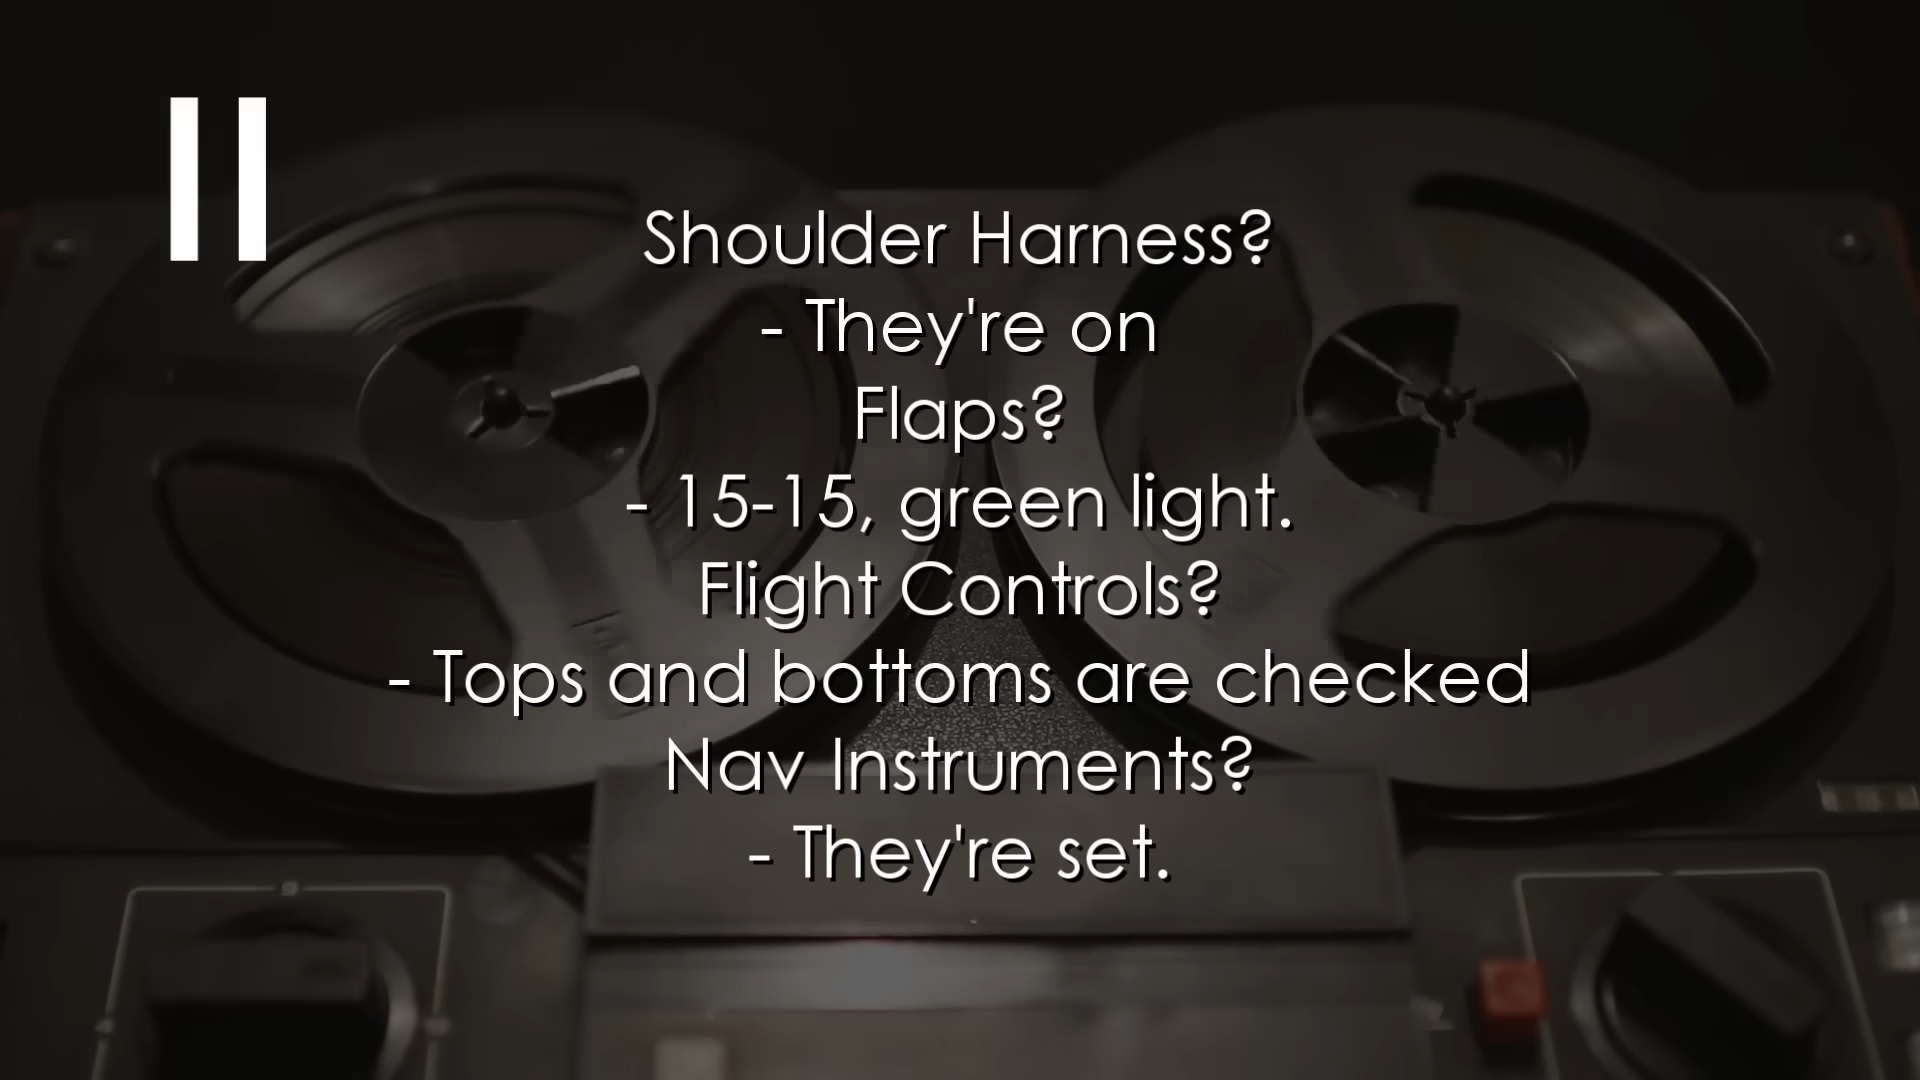 Shoulder Harness?
- They're on
Flaps?
- 15-15, green light.
Flight Controls?
- Tops and bottoms are checked
Nav Instruments?
- They're set.